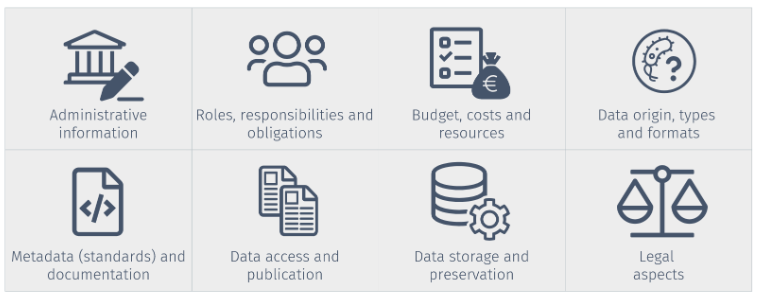 Administrative
information
Roles, responsibilities and
obligations
Budget, costs and
resources
€
Data origin, types
and formats
?
Metadata (standards) and
documentation
</>
Data access and
publication
Data storage and
preservation
Legal
aspects